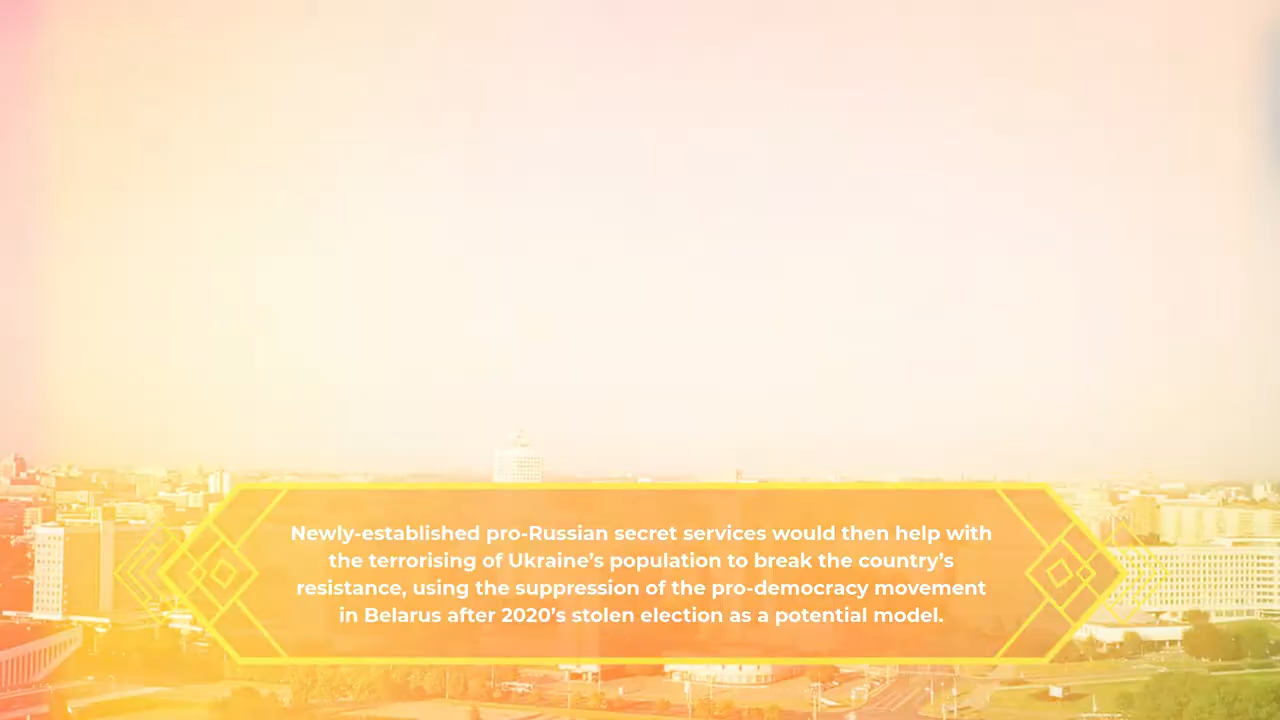 Newly-established pro-Russian secret services would then help with
the terrorising of Ukraine’s population to break the country’s
resistance, using the suppression of the pro-democracy movement
in Belarus after 2020’s stolen election as a potential model.